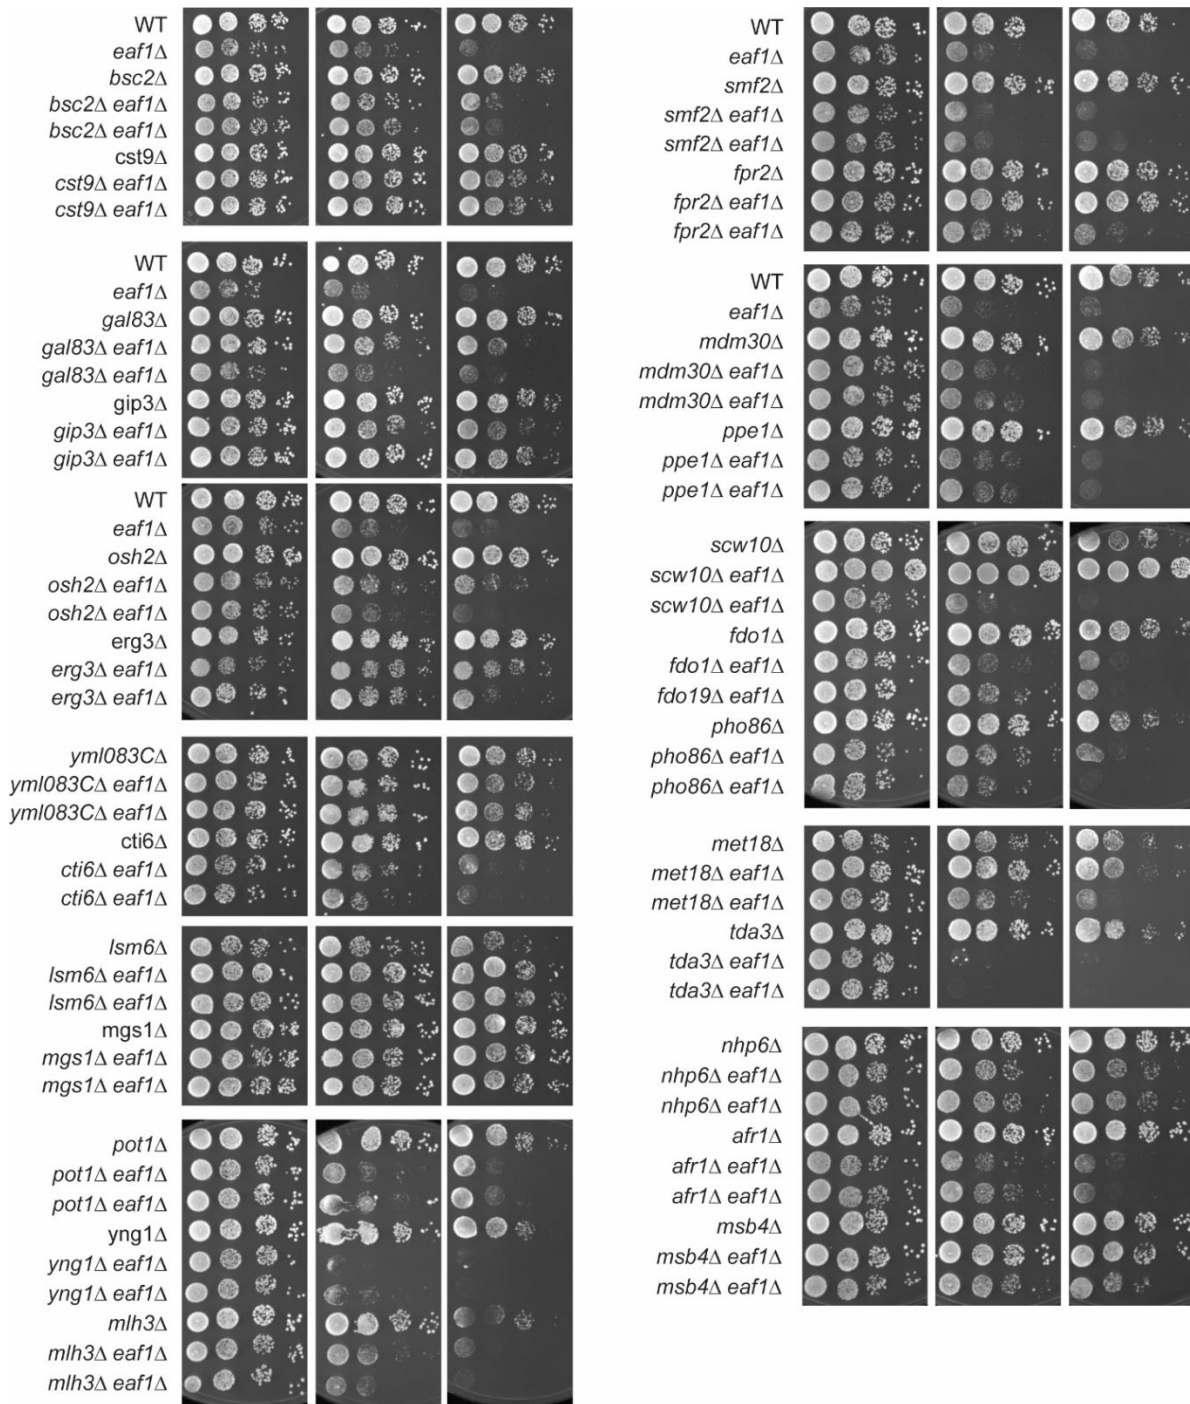 WT
eaf1Δ
bsc2Δ
bsc2Δ eaf1Δ
bsc2Δ eaf1Δ
cst9Δ
cst9Δ eaf1Δ
cst9Δ eaf1Δ
WT
eaf1Δ
gal83Δ
gal83Δ eaf1Δ
gal83Δ eaf1Δ
gip3Δ
gip3Δ eaf1Δ
gip3Δ eaf1Δ
WT
eaf1Δ
osh2Δ
osh2Δ eaf1Δ
osh2Δ eaf1Δ
erg3Δ
erg3Δ eaf1Δ
erg3Δ eaf1Δ
yml083CΔ
yml083CΔ eaf1Δ
yml083CΔ eaf1Δ
cti6Δ
cti6Δ eaf1Δ
cti6Δ eaf1Δ
lsm6Δ
lsm6Δ eaf1Δ
lsm6Δ eaf1Δ
mgs1Δ
mgs1Δ eaf1Δ
mgs1Δ eaf1Δ
pot1Δ
pot1Δ eaf1Δ
pot1Δ eaf1Δ
yng1Δ
yng1Δ eaf1Δ
yng1Δ eaf1Δ
mlh3Δ
mlh3Δ eaf1Δ
mlh3Δ eaf1Δ
WT
eaf1Δ
smf2Δ
smf2Δ eaf1Δ
smf2Δ eaf1Δ
fpr2Δ
fpr2Δ eaf1Δ
fpr2Δ eaf1Δ
WT
eaf1Δ
mdm30Δ
mdm30Δ eaf1Δ
mdm30Δ eaf1Δ
ppe1Δ
ppe1Δ eaf1Δ
ppe1Δ eaf1Δ
scw10Δ
scw10Δ eaf1Δ
scw10Δ eaf1Δ
fdo1Δ
fdo1Δ eaf1Δ
fdo19Δ eaf1Δ
pho86Δ
pho86Δ eaf1Δ
pho86Δ eaf1Δ
met18Δ
met18Δ eaf1Δ
met18Δ eaf1Δ
tda3Δ
tda3Δ eaf1Δ
tda3Δ eaf1Δ
nhp6Δ
nhp6Δ eaf1Δ
nhp6Δ eaf1Δ
afr1Δ
afr1Δ eaf1Δ
afr1Δ eaf1Δ
msb4Δ
msb4Δ eaf1Δ
msb4Δ eaf1Δ